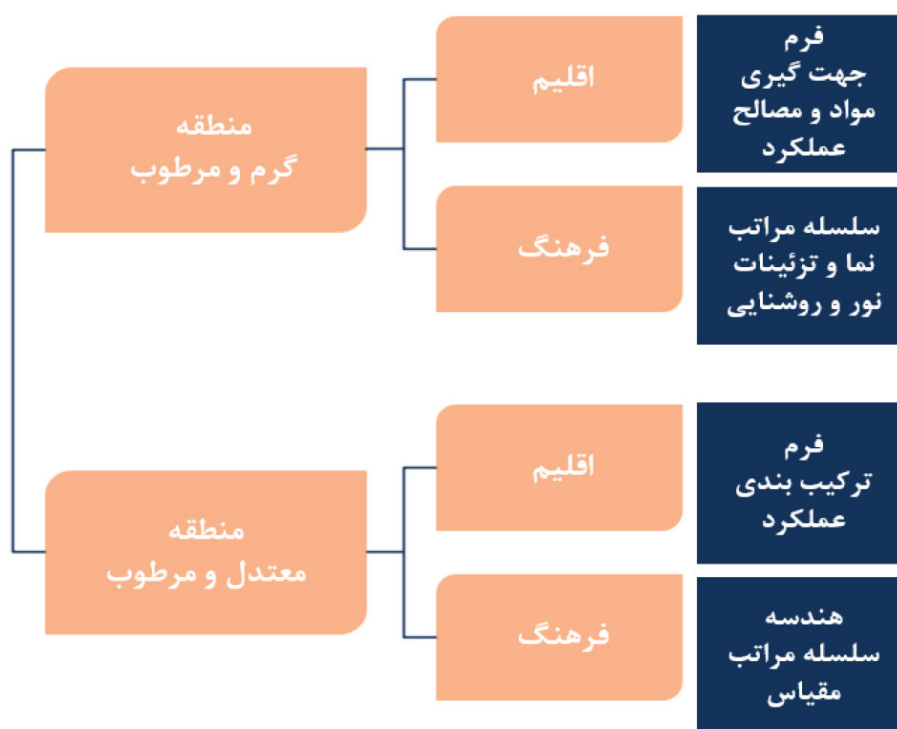 منطقه
گرم و مرطوب
اقلیم
فرم
جهت گیری
مواد و مصالح
عملکرد
فرهنگ
سلسله مراتب
نما و تزئینات
نور و روشنایی
منطقه
معتدل و مرطوب
اقلیم
فرم
ترکیب بندی
عملکرد
فرهنگ
هندسه
سلسله مراتب
مقیاس